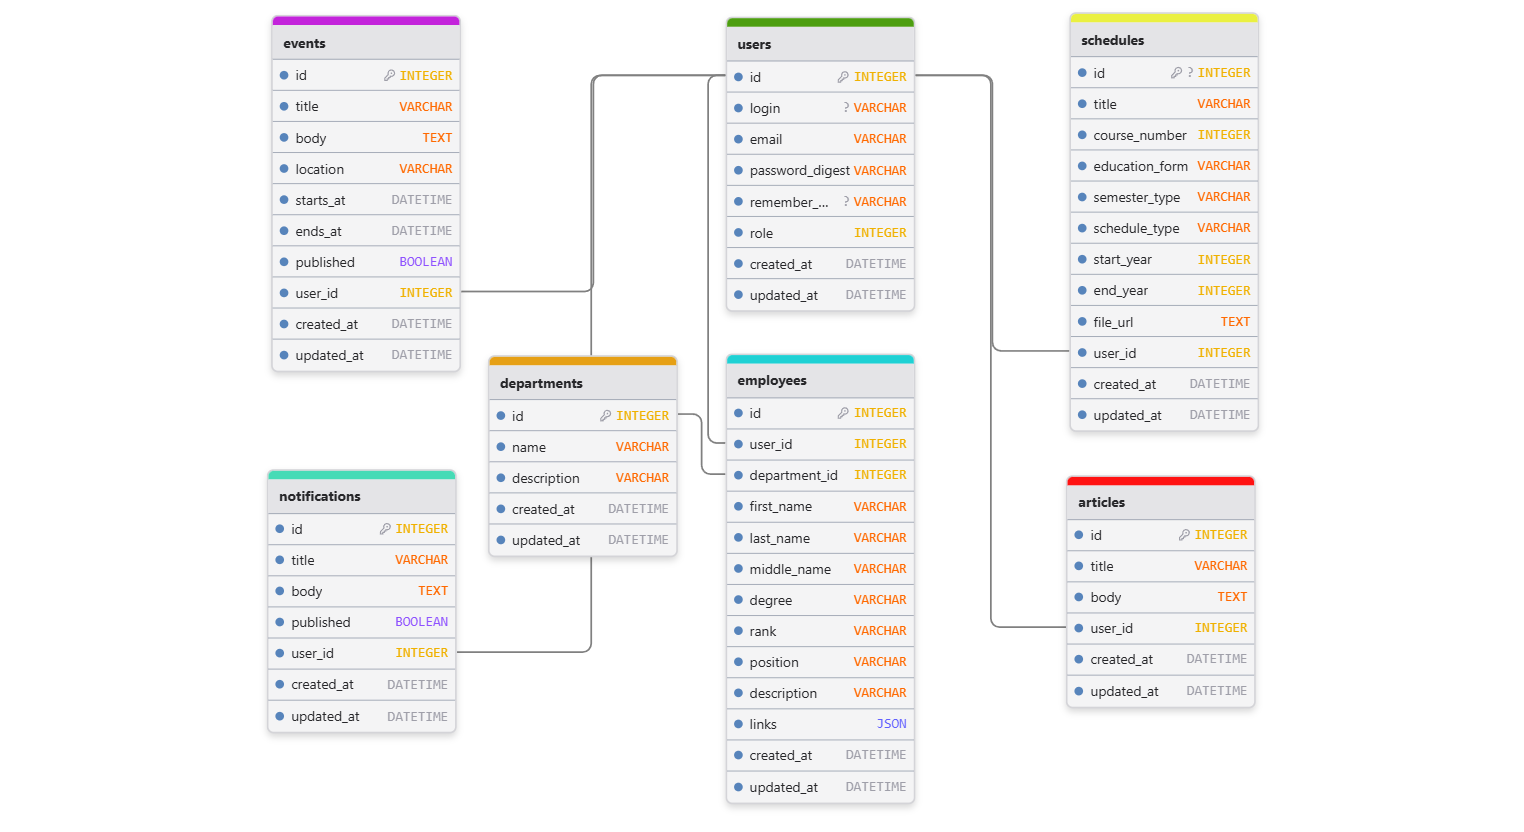 events
id INTEGER
title VARCHAR
body TEXT
location VARCHAR
starts_at DATETIME
ends_at DATETIME
published BOOLEAN
user_id INTEGER
created_at DATETIME
updated_at DATETIME
users
id INTEGER
login ? VARCHAR
email VARCHAR
password_digest VARCHAR
remember_... ? VARCHAR
role INTEGER
created_at DATETIME
updated_at DATETIME
schedules
id ? INTEGER
title VARCHAR
course_number INTEGER
education_form VARCHAR
semester_type VARCHAR
schedule_type VARCHAR
start_year INTEGER
end_year INTEGER
file_url TEXT
user_id INTEGER
created_at DATETIME
updated_at DATETIME
departments
id INTEGER
name VARCHAR
description VARCHAR
created_at DATETIME
updated_at DATETIME
employees
id INTEGER
user_id INTEGER
department_id INTEGER
first_name VARCHAR
last_name VARCHAR
middle_name VARCHAR
degree VARCHAR
rank VARCHAR
position VARCHAR
description VARCHAR
links JSON
created_at DATETIME
updated_at DATETIME
notifications
id INTEGER
title VARCHAR
body TEXT
published BOOLEAN
user_id INTEGER
created_at DATETIME
updated_at DATETIME
articles
id INTEGER
title VARCHAR
body TEXT
user_id INTEGER
created_at DATETIME
updated_at DATETIME